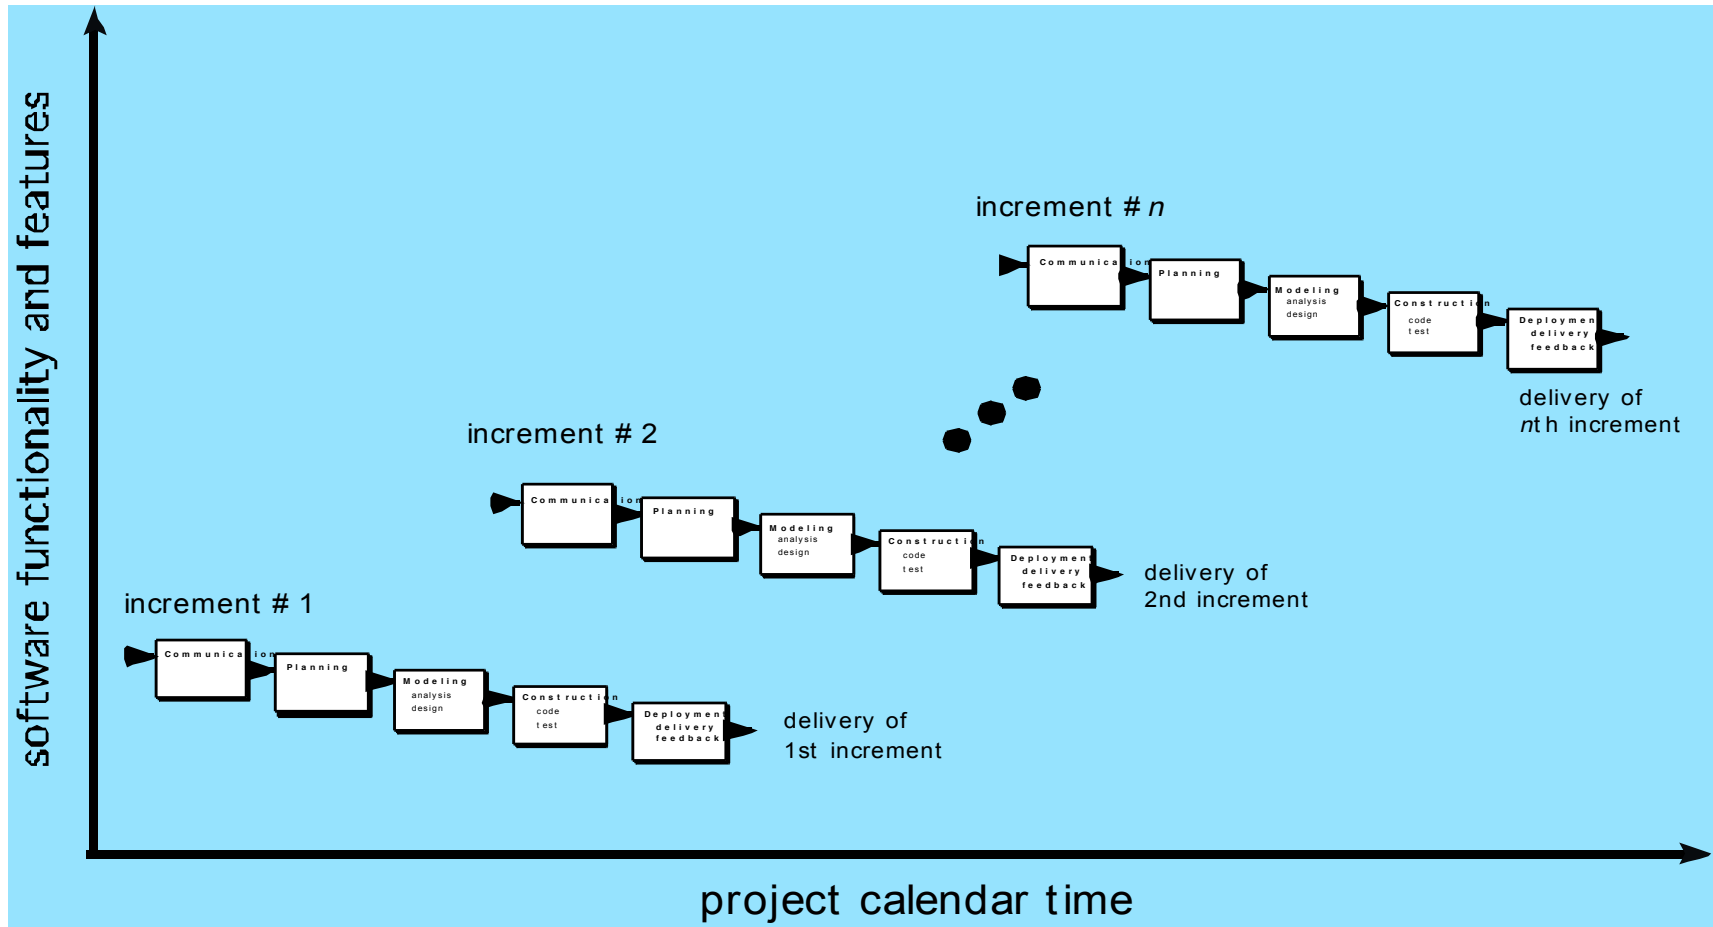 software functionality and features
increment # n
Communication
Planning
Modeling
analysis
design
Construction
code
test
Deployment
delivery
feedback
delivery of
nth increment
increment # 2
Communication
Planning
Modeling
analysis
design
Construction
code
test
Deployment
delivery
feedback
delivery of
2nd increment
increment # 1
Communication
Planning
Modeling
analysis
design
Construction
code
test
Deployment
delivery
feedback
delivery of
1st increment
project calendar time